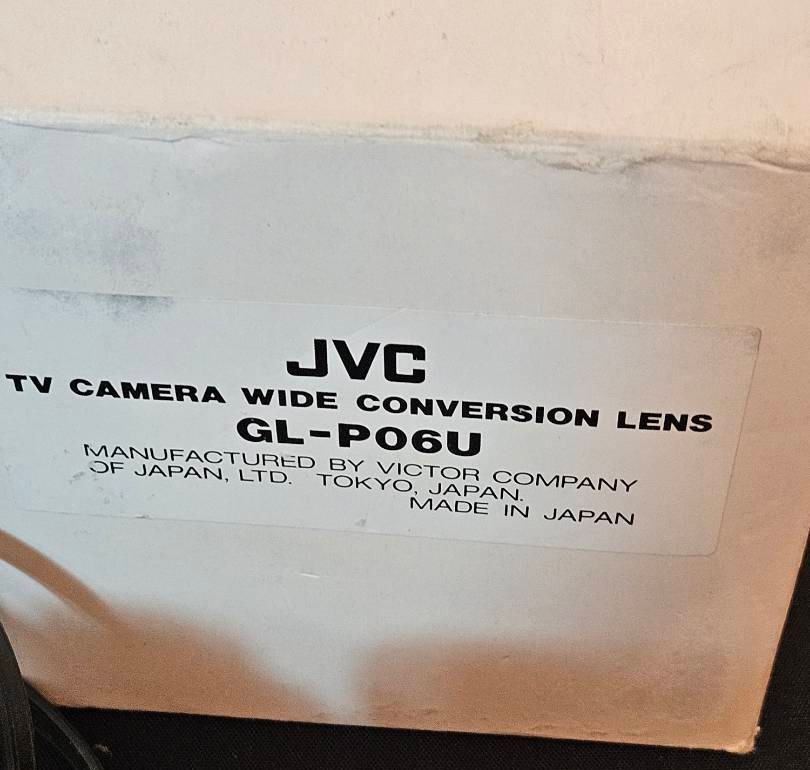 JVC
TV CAMERA WIDE CONVERSION LENS
GL-P06U
MANUFACTURED BY VICTOR COMPANY
OF JAPAN, LTD. TOKYO, JAPAN.
MADE IN JAPAN